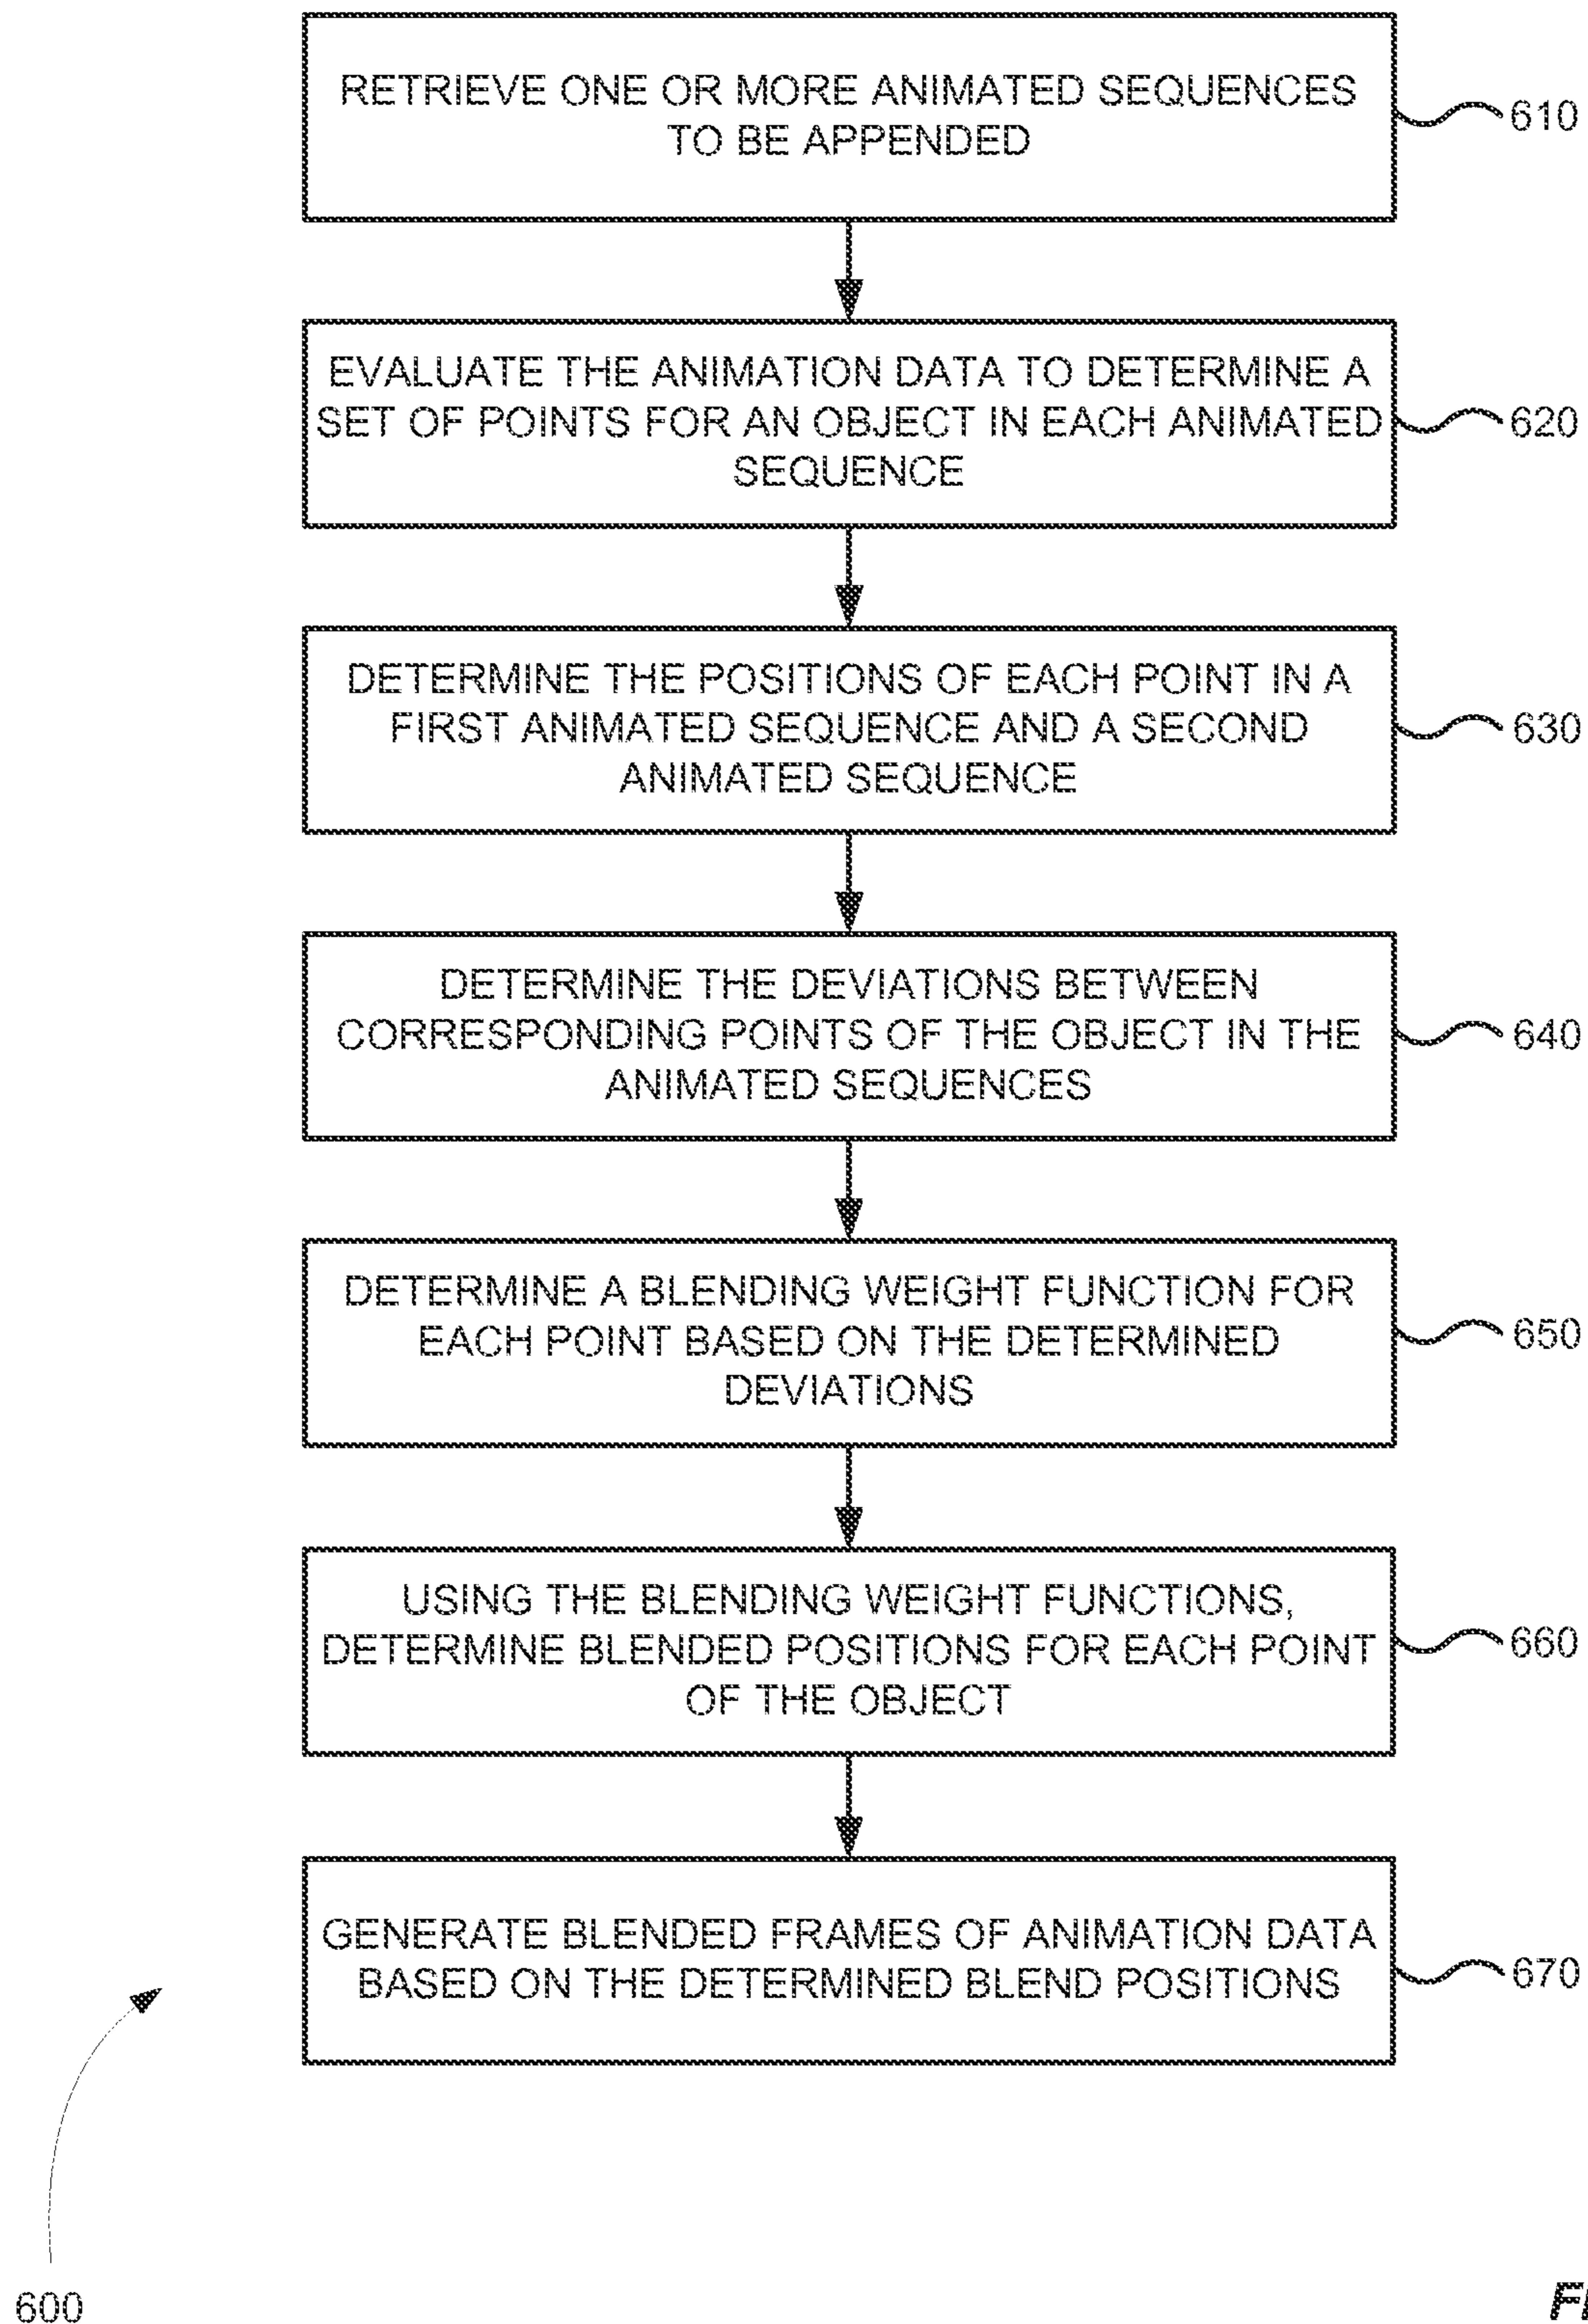 RETRIEVE ONE OR MORE ANIMATED SEQUENCES
TO BE APPENDED
610
EVALUATE THE ANIMATION DATA TO DETERMINE A
SET OF POINTS FOR AN OBJECT IN EACH ANIMATED
SEQUENCE
620
DETERMINE THE POSITIONS OF EACH POINT IN A
FIRST ANIMATED SEQUENCE AND A SECOND
ANIMATED SEQUENCE
630
DETERMINE THE DEVIATIONS BETWEEN
CORRESPONDING POINTS OF THE OBJECT IN THE
ANIMATED SEQUENCES
640
DETERMINE A BLENDING WEIGHT FUNCTION FOR
EACH POINT BASED ON THE DETERMINED
DEVIATIONS
650
USING THE BLENDING WEIGHT FUNCTIONS,
DETERMINE BLENDED POSITIONS FOR EACH POINT
OF THE OBJECT
660
GENERATE BLENDED FRAMES OF ANIMATION DATA
BASED ON THE DETERMINED BLEND POSITIONS
670
600